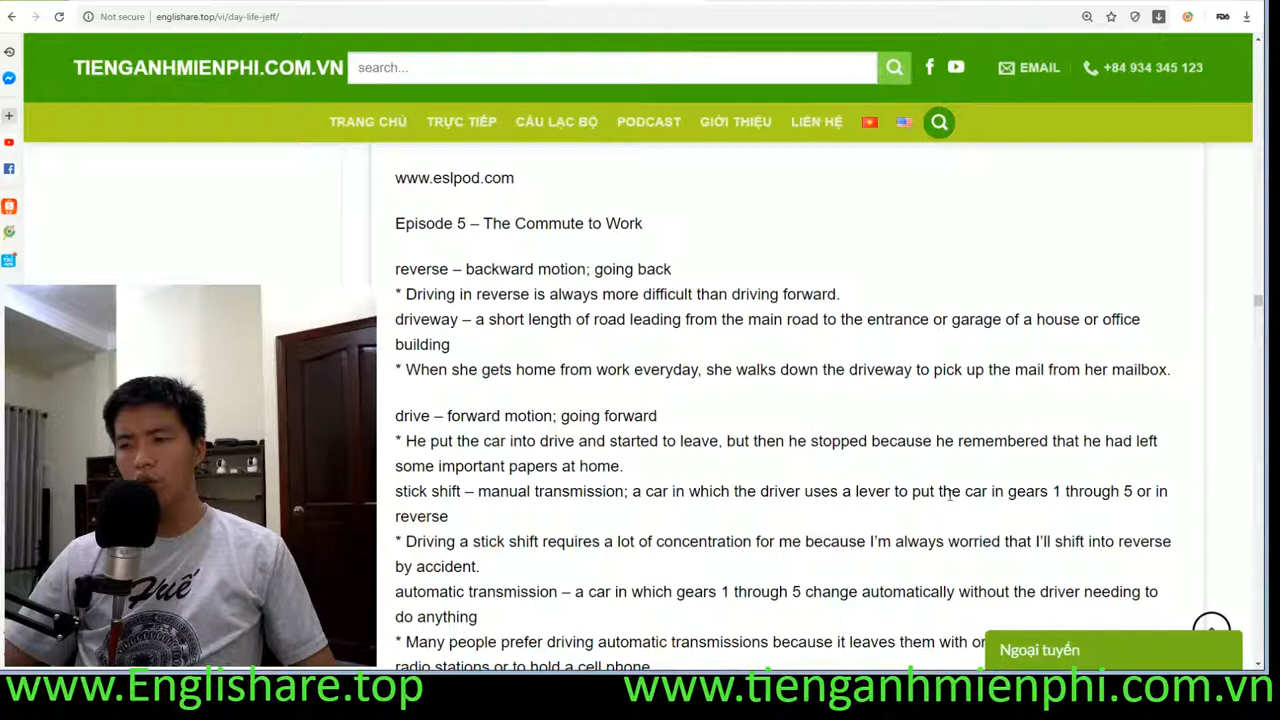 Not secure englishare.top/vi/day-life-jeff/
TIENGANHMIENPHI.COM.VN search... EMAIL +84 934 345 123
TRANG CHỦ TRỰC TIẾP CÂU LẠC BỘ PODCAST GIỚI THIỆU LIÊN HỆ
www.eslpod.com
Episode 5 – The Commute to Work
reverse – backward motion; going back
* Driving in reverse is always more difficult than driving forward.
driveway – a short length of road leading from the main road to the entrance or garage of a house or office
building
* When she gets home from work everyday, she walks down the driveway to pick up the mail from her mailbox.
drive – forward motion; going forward
* He put the car into drive and started to leave, but then he stopped because he remembered that he had left
some important papers at home.
stick shift – manual transmission; a car in which the driver uses a lever to put the car in gears 1 through 5 or in
reverse
* Driving a stick shift requires a lot of concentration for me because I’m always worried that I’ll shift into reverse
by accident.
automatic transmission – a car in which gears 1 through 5 change automatically without the driver needing to
do anything
* Many people prefer driving automatic transmissions because it leaves them with
radio stations or to hold a cell phone
Ngoại tuyến
Huế
www.Englishare.top www.tienganhmienphi.com.vn